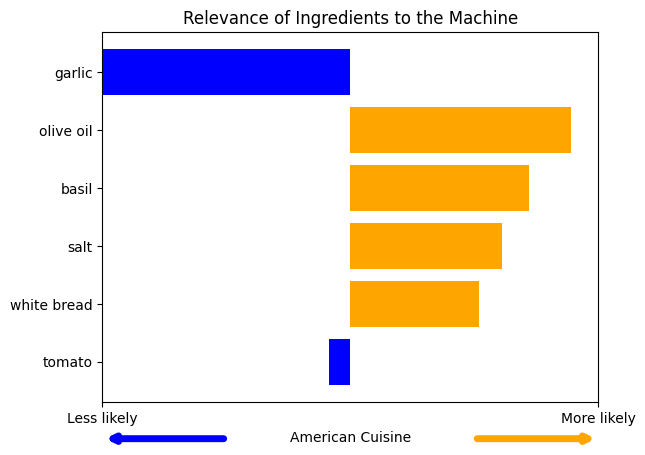 Relevance of Ingredients to the Machine
garlic
olive oil
basil
salt
white bread
tomato
Less likely
More likely
American Cuisine